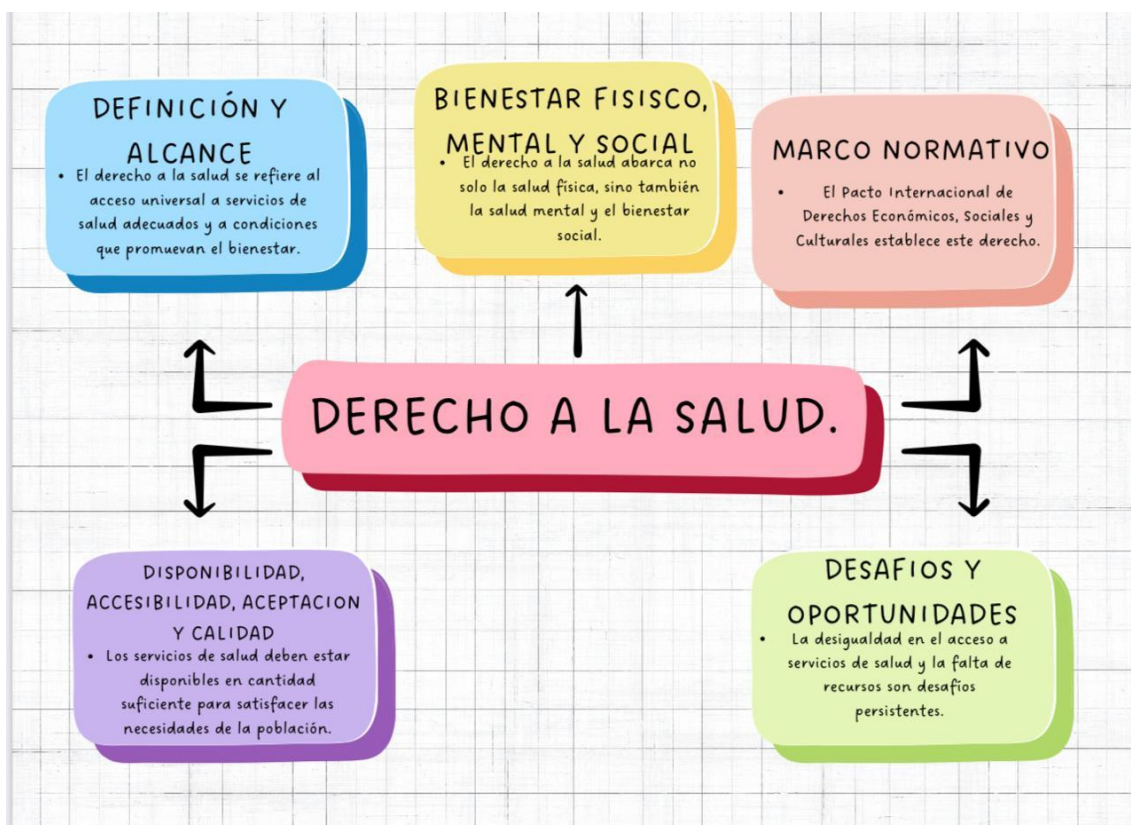 DEFINICIÓN Y
ALCANCE
• El derecho a la salud se refiere al
acceso universal a servicios de
salud adecuados y a condiciones
que promuevan el bienestar.
BIENESTAR FISISCO,
MENTAL Y SOCIAL
• El derecho a la salud abarca no
solo la salud física, sino también
la salud mental y el bienestar
social.
MARCO NORMATIVO
• El Pacto Internacional de
Derechos Económicos, Sociales y
Culturales establece este derecho.
DERECHO A LA SALUD.
DISPONIBILIDAD,
ACCESIBILIDAD, ACEPTACION
Y CALIDAD
• Los servicios de salud deben estar
disponibles en cantidad
suficiente para satisfacer las
necesidades de la población.
DESAFIOS Y
OPORTUNIDADES
• La desigualdad en el acceso a
servicios de salud y la falta de
recursos son desafíos
persistentes.